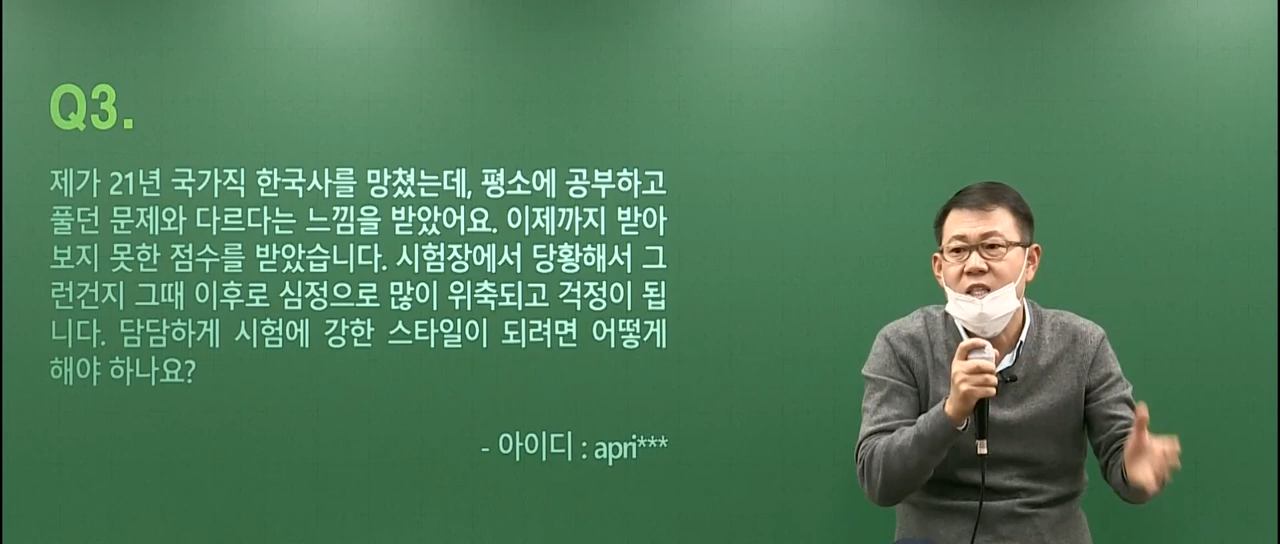 Q3.
제가 21년 국가직 한국사를 망쳤는데, 평소에 공부하고
풀던 문제와 다르다는 느낌을 받았어요. 이제까지 받아
보지 못한 점수를 받았습니다. 시험장에서 당황해서 그
런건지 그때 이후로 심정으로 많이 위축되고 걱정이 됩
니다. 담담하게 시험에 강한 스타일이 되려면 어떻게
해야 하나요?
- 아이디 : apri***